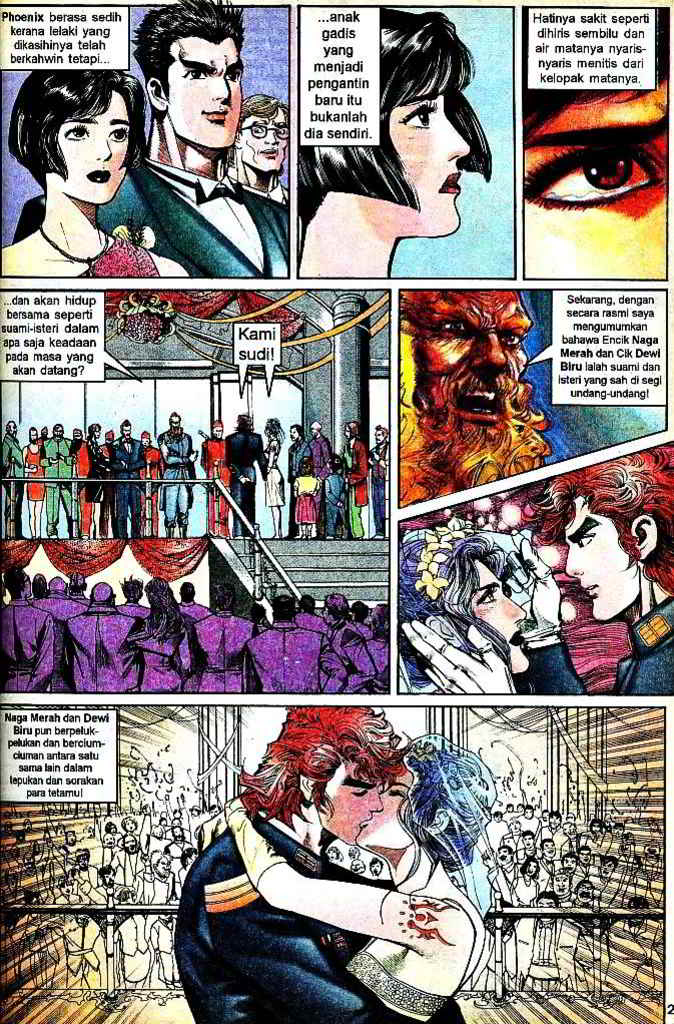 Phoenix berasa sedih
kerana lelaki yang
dikasihinya telah
berkahwin tetapi...
...anak
gadis
yang
menjadi
pengantin
baru itu
bukanlah
dia sendiri.
Hatinya sakit seperti
dihiris sembilu dan
air matanya nyaris-
nyaris menitis dari
kelopak matanya.
...dan akan hidup
bersama seperti
suami-isteri dalam
apa saja keadaan
pada masa yang
akan datang?
Kami
sudi!
Sekarang, dengan
secara rasmi saya
mengumumkan
bahawa Encik Naga
Merah dan Cik Dewi
Biru ialah suami dan
isteri yang sah di segi
undang-undang!
Naga Merah dan Dewi
Biru pun berpeluk-
pelukan dan bercium-
ciuman antara satu
sama lain dalam
tepukan dan sorakan
para tetamu!
2